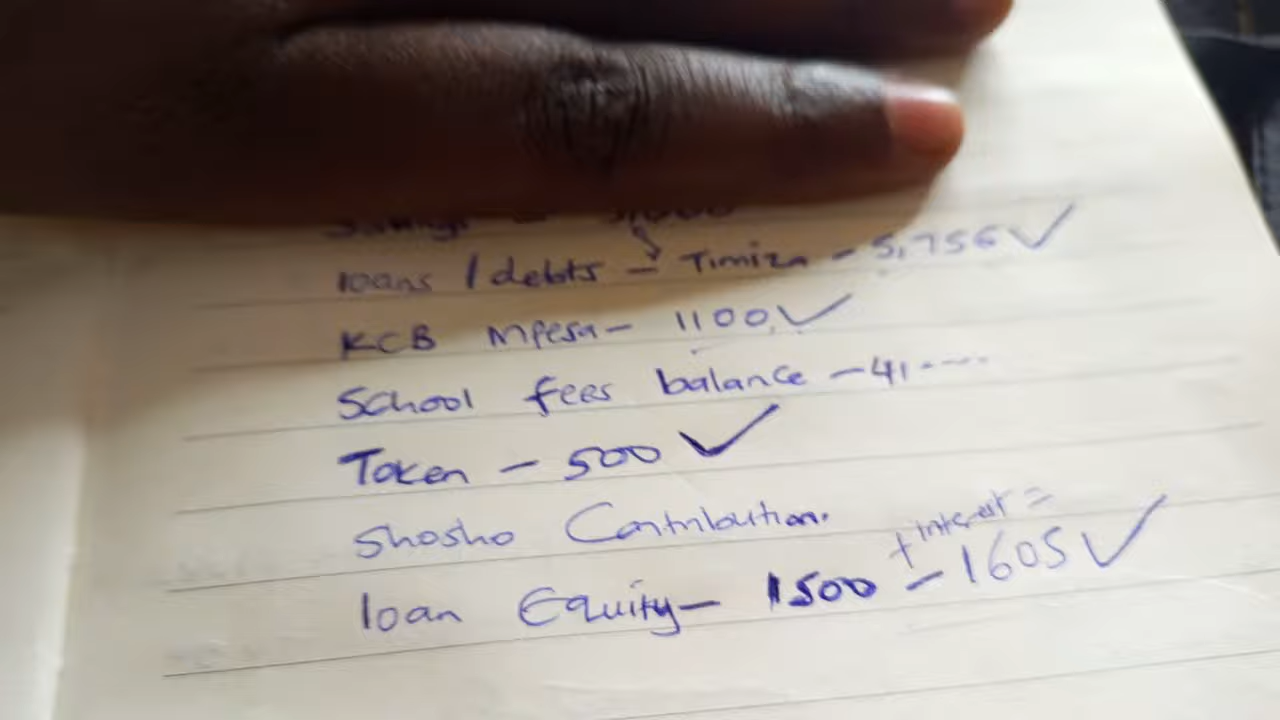 Savings
loans / debts - Timiza - 5,756 ✓
KCB Mpesa - 1100 ✓
School fees balance - 41 ----
Token - 500 ✓
Shosho Contribution.
+ interest =
loan Equity - 1500 - 1605 ✓